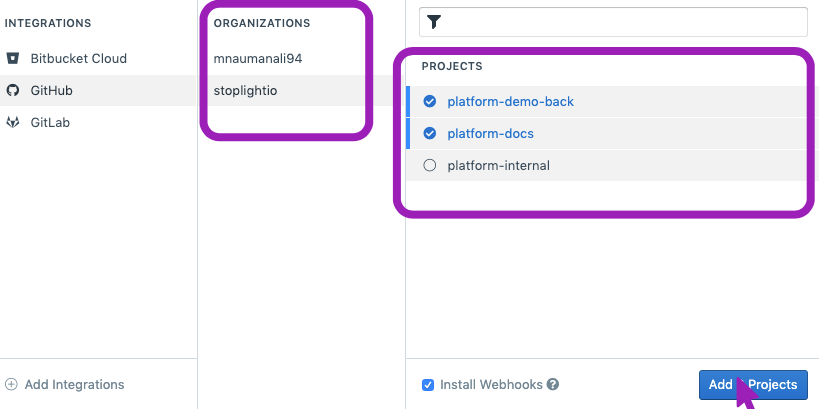 INTEGRATIONS
Bitbucket Cloud
GitHub
GitLab
Add Integrations
ORGANIZATIONS
mnaumanali94
stoplightio
PROJECTS
platform-demo-back
platform-docs
platform-internal
Install Webhooks
Add Projects